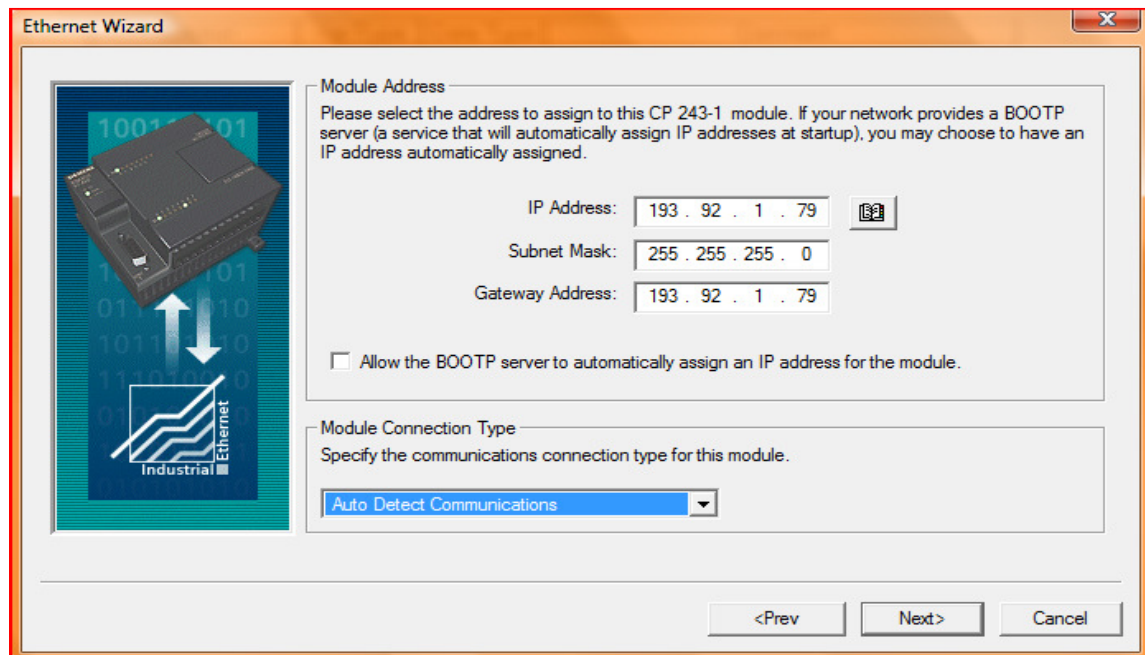 Ethernet Wizard
Module Address
Please select the address to assign to this CP 243-1 module. If your network provides a BOOTP
server (a service that will automatically assign IP addresses at startup), you may choose to have an
IP address automatically assigned.
IP Address: 193 . 92 . 1 . 79
Subnet Mask: 255 . 255 . 255 . 0
Gateway Address: 193 . 92 . 1 . 79
Allow the BOOTP server to automatically assign an IP address for the module.
Industrial Ethernet
Module Connection Type
Specify the communications connection type for this module.
Auto Detect Communications
<Prev Next> Cancel